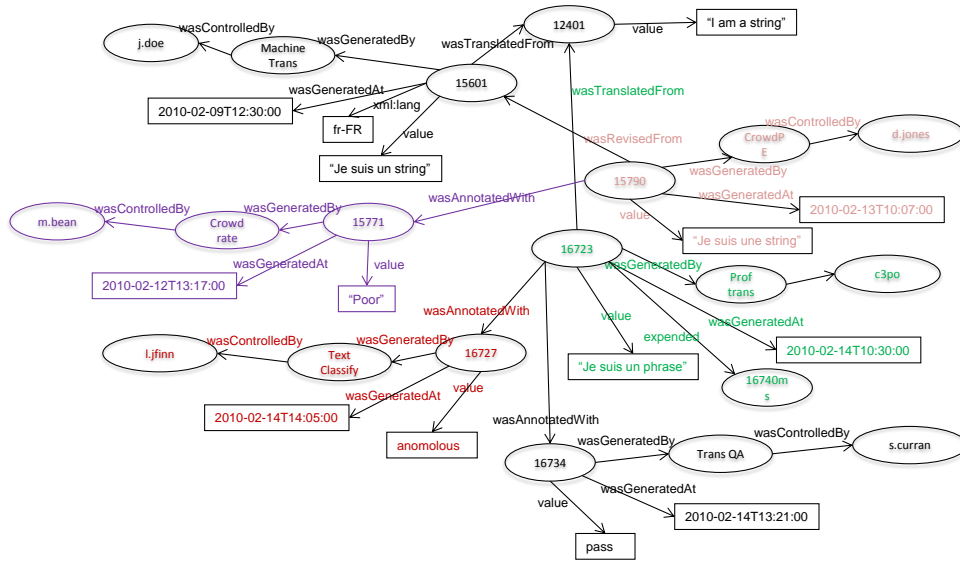 j.doe
wasControlledBy
Machine
Trans
wasGeneratedBy
wasTranslatedFrom
12401
value
"I am a string"
15601
wasGeneratedAt
2010-02-09T12:30:00
xml:lang
fr-FR
value
"Je suis un string"
wasTranslatedFrom
wasRevisedFrom
CrowdP
E
wasControlledBy
d.jones
15790
wasGeneratedBy
wasGeneratedAt
2010-02-13T10:07:00
value
"Je suis une string"
wasAnnotatedWith
m.bean
wasControlledBy
Crowd
rate
wasGeneratedBy
15771
wasGeneratedAt
2010-02-12T13:17:00
value
"Poor"
16723
wasGeneratedBy
Prof
trans
c3po
wasGeneratedAt
2010-02-14T10:30:00
value
"Je suis un phrase"
expended
16740m
s
wasAnnotatedWith
l.jfinn
wasControlledBy
Text
Classify
wasGeneratedBy
16727
wasGeneratedAt
2010-02-14T14:05:00
value
anomolous
wasAnnotatedWith
16734
wasGeneratedBy
Trans QA
wasControlledBy
s.curran
wasGeneratedAt
2010-02-14T13:21:00
value
pass